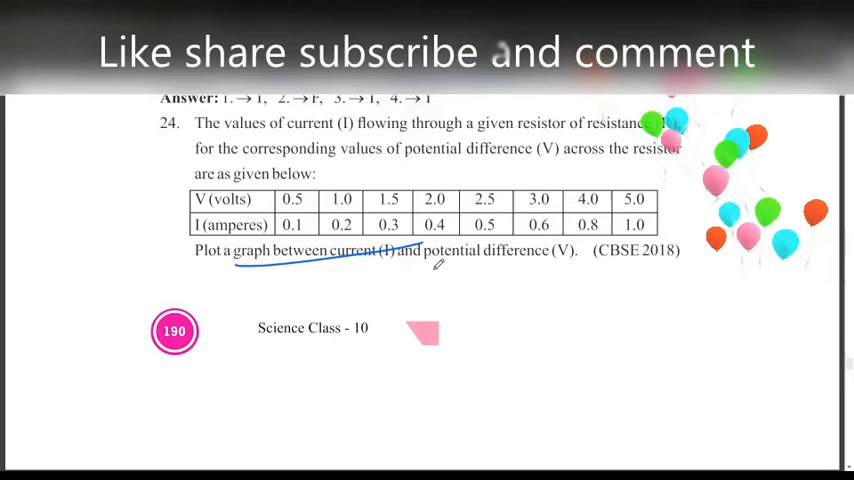 Like share subscribe and comment
Answer: 1. → T, 2. → F, 3. → T, 4. → T
24. The values of current (I) flowing through a given resistor of resistance (R),
for the corresponding values of potential difference (V) across the resistor
are as given below:
V (volts) 0.5 1.0 1.5 2.0 2.5 3.0 4.0 5.0
I (amperes) 0.1 0.2 0.3 0.4 0.5 0.6 0.8 1.0
Plot a graph between current (I) and potential difference (V). (CBSE 2018)
190 Science Class - 10